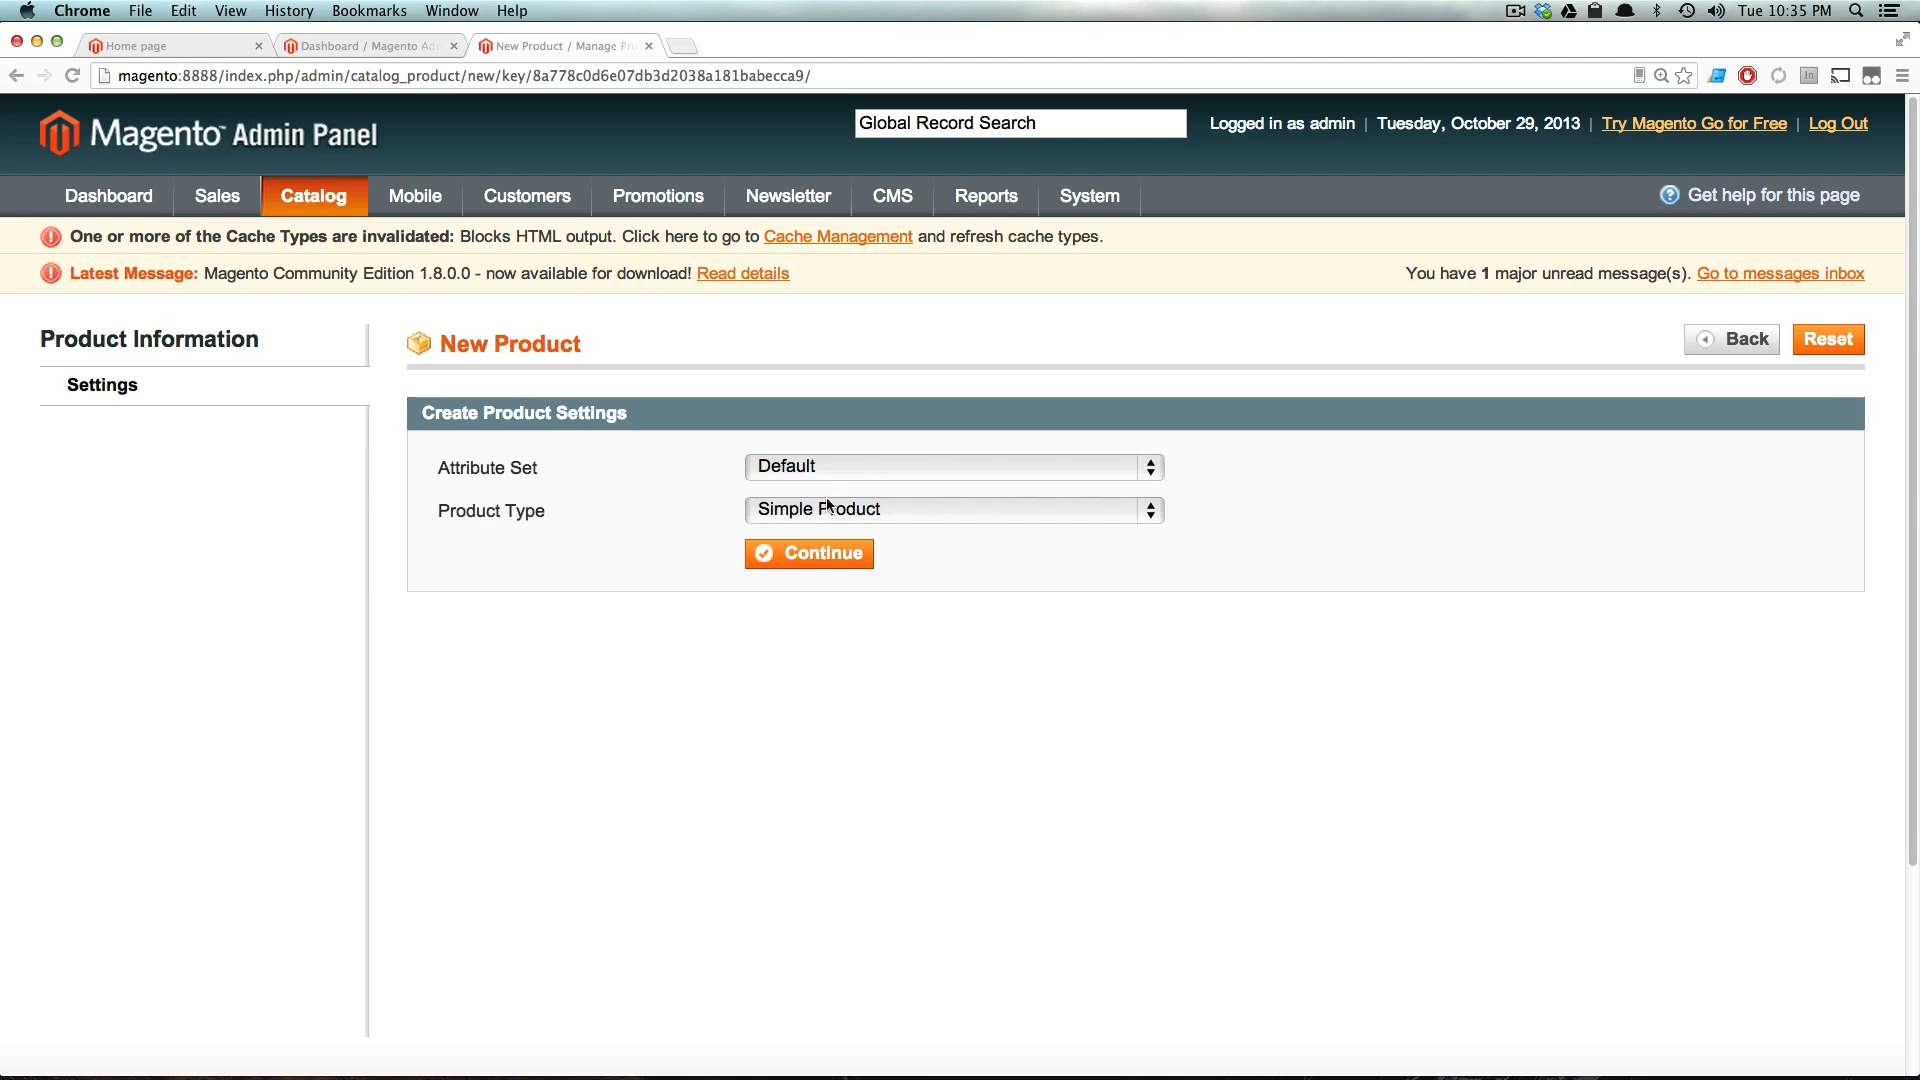 Chrome File Edit View History Bookmarks Window Help Tue 10:35 PM
Home page Dashboard / Magento Ad New Product / Manage Pr
magento:8888/index.php/admin/catalog_product/new/key/8a778c0d6e07db3d2038a181babecca9/
Magento Admin Panel Global Record Search Logged in as admin | Tuesday, October 29, 2013 | Try Magento Go for Free | Log Out
Dashboard Sales Catalog Mobile Customers Promotions Newsletter CMS Reports System Get help for this page
One or more of the Cache Types are invalidated: Blocks HTML output. Click here to go to Cache Management and refresh cache types.
Latest Message: Magento Community Edition 1.8.0.0 - now available for download! Read details You have 1 major unread message(s). Go to messages inbox
Product Information
Settings
New Product Back Reset
Create Product Settings
Attribute Set Default
Product Type Simple Product
Continue